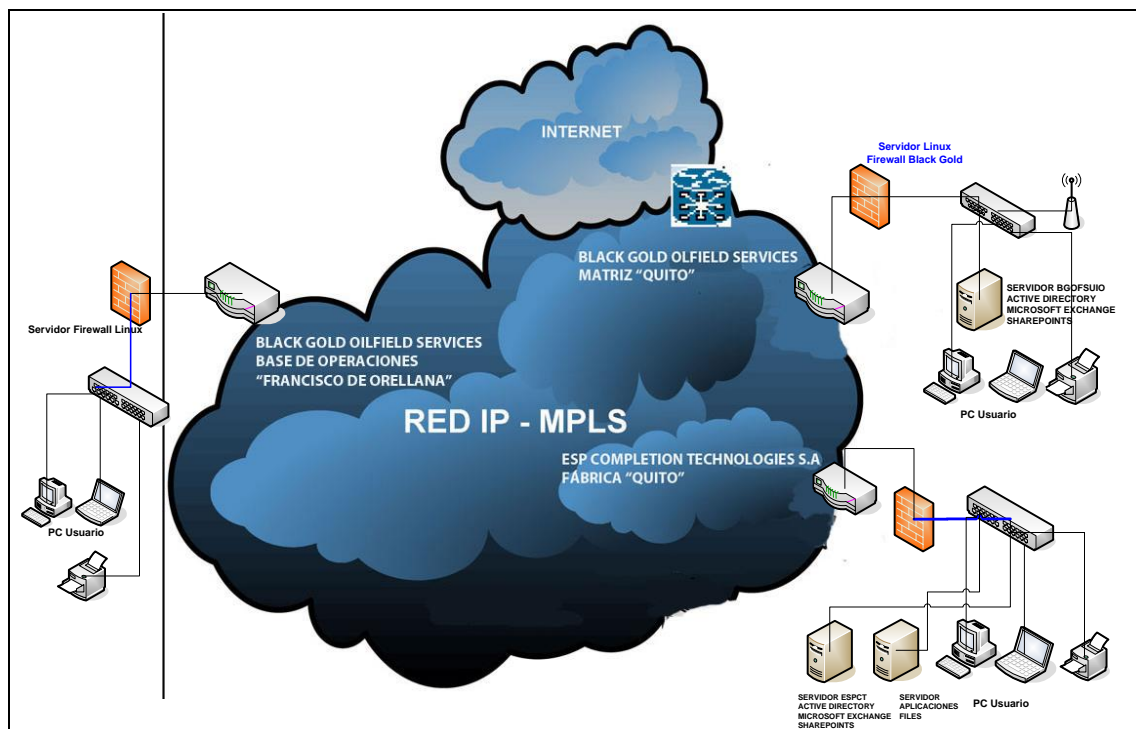 INTERNET
Servidor Linux
Firewall Black Gold
BLACK GOLD OLFIELD SERVICES
MATRIZ "QUITO"
SERVIDOR BGOFSUIO
ACTIVE DIRECTORY
MICROSOFT EXCHANGE
SHAREPOINTS
PC Usuario
Servidor Firewall Linux
BLACK GOLD OILFIELD SERVICES
BASE DE OPERACIONES
"FRANCISCO DE ORELLANA"
RED IP - MPLS
ESP COMPLETION TECHNOLOGIES S.A
FÁBRICA "QUITO"
PC Usuario
SERVIDOR ESPCT
ACTIVE DIRECTORY
MICROSOFT EXCHANGE
SHAREPOINTS
SERVIDOR
APLICACIONES
FILES
PC Usuario